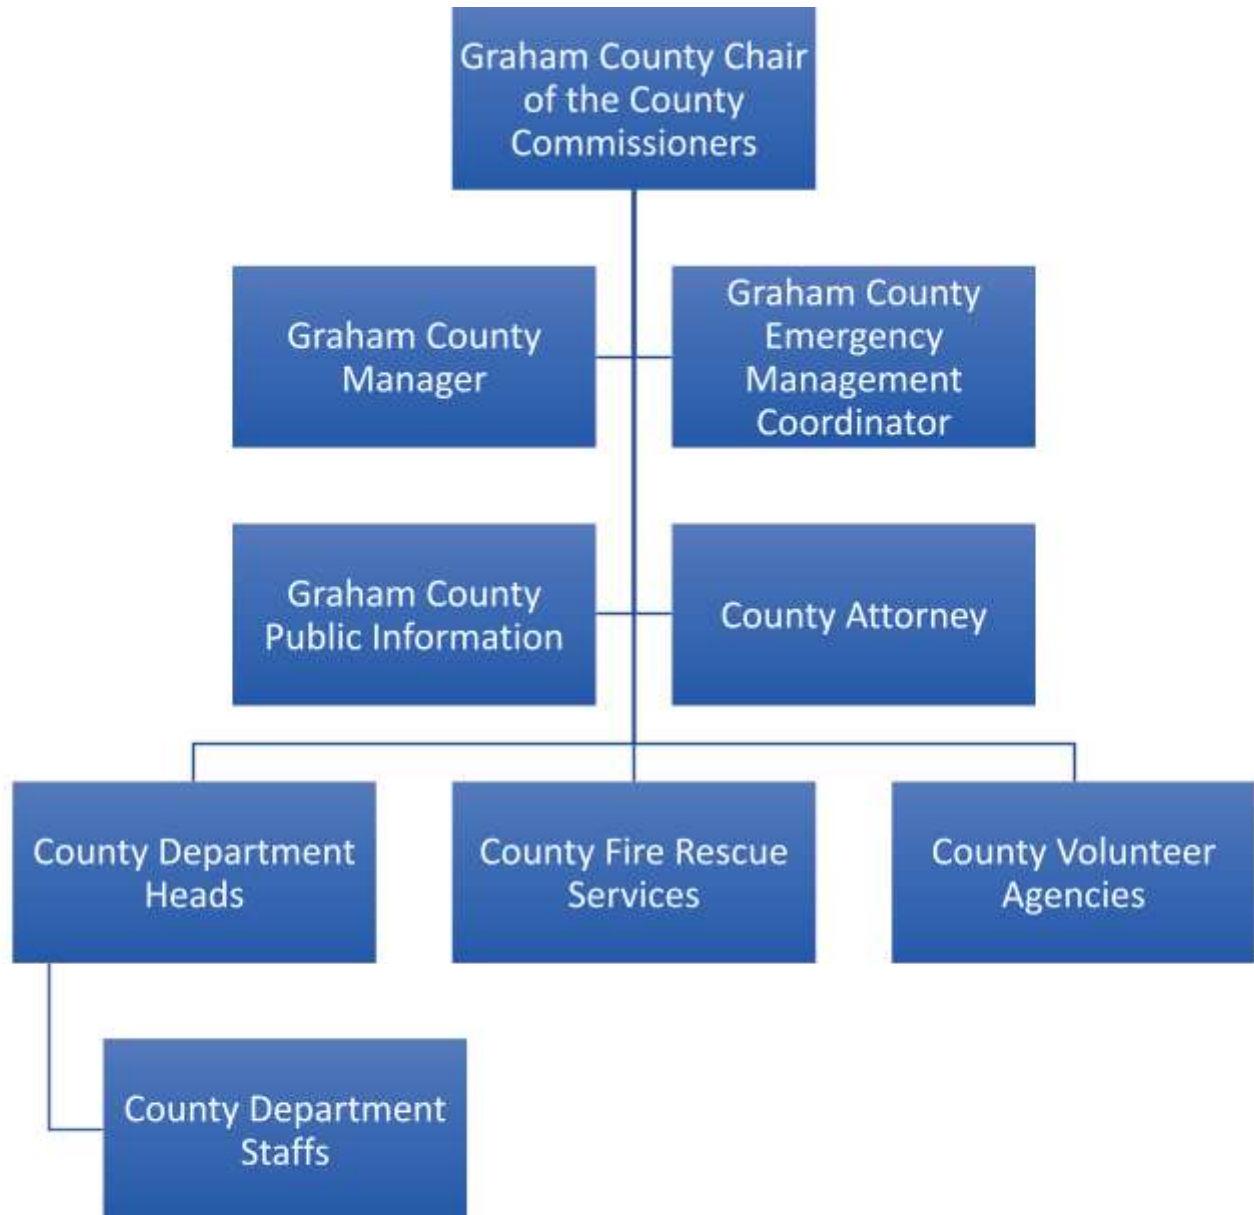 Graham County Chair
of the County
Commissioners
Graham County
Manager
Graham County
Emergency
Management
Coordinator
Graham County
Public Information
County Attorney
County Department
Heads
County Fire Rescue
Services
County Volunteer
Agencies
County Department
Staffs